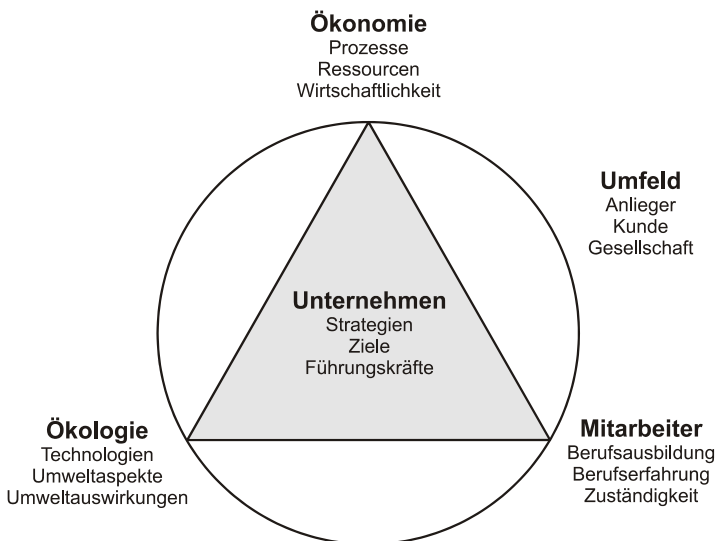 Ökonomie
Prozesse
Ressourcen
Wirtschaftlichkeit
Umfeld
Anlieger
Kunde
Gesellschaft
Unternehmen
Strategien
Ziele
Führungskräfte
Ökologie
Technologien
Umweltaspekte
Umweltauswirkungen
Mitarbeiter
Berufsausbildung
Berufserfahrung
Zuständigkeit